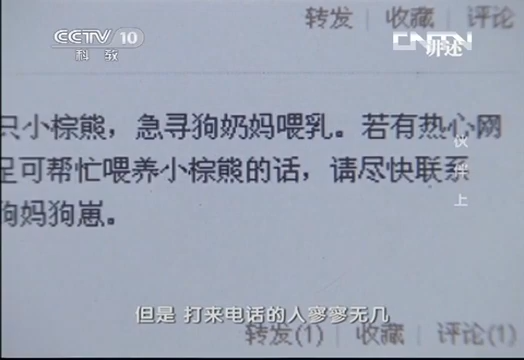 转发 | 收藏 | 评论
CCTV 10
科教
CNTV 讲述
只小棕熊，急寻狗奶妈喂乳。若有热心网
可帮忙喂养小棕熊的话，请尽快联系
狗妈狗崽。
伙伴 上
但是 打来电话的人寥寥无几
转发(1) | 收藏 | 评论(1)